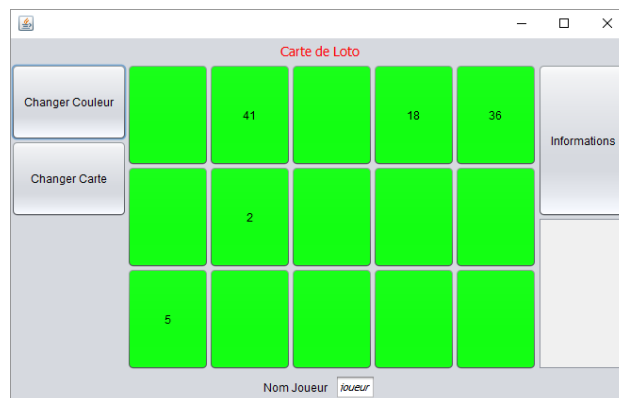 Carte de Loto
Changer Couleur
41
18
36
Informations
Changer Carte
2
5
Nom Joueur joueur